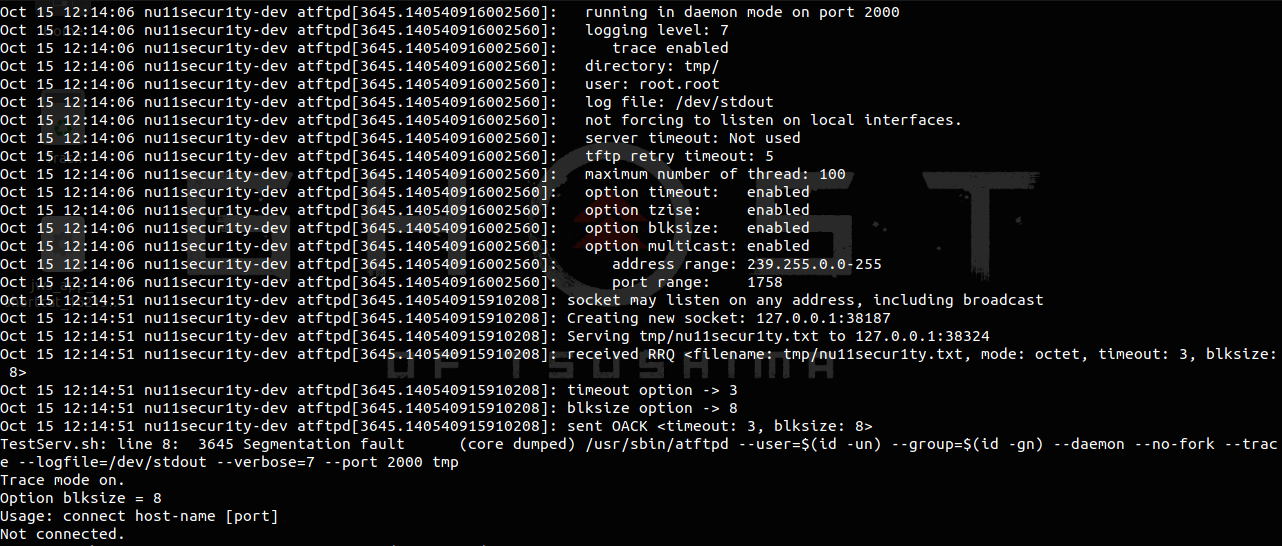 Oct 15 12:14:06 nu11secur1ty-dev atftpd[3645.140540916002560]:   running in daemon mode on port 2000
Oct 15 12:14:06 nu11secur1ty-dev atftpd[3645.140540916002560]:   logging level: 7
Oct 15 12:14:06 nu11secur1ty-dev atftpd[3645.140540916002560]:      trace enabled
Oct 15 12:14:06 nu11secur1ty-dev atftpd[3645.140540916002560]:   directory: tmp/
Oct 15 12:14:06 nu11secur1ty-dev atftpd[3645.140540916002560]:   user: root.root
Oct 15 12:14:06 nu11secur1ty-dev atftpd[3645.140540916002560]:   log file: /dev/stdout
Oct 15 12:14:06 nu11secur1ty-dev atftpd[3645.140540916002560]:   not forcing to listen on local interfaces.
Oct 15 12:14:06 nu11secur1ty-dev atftpd[3645.140540916002560]:   server timeout: Not used
Oct 15 12:14:06 nu11secur1ty-dev atftpd[3645.140540916002560]:   tftp retry timeout: 5
Oct 15 12:14:06 nu11secur1ty-dev atftpd[3645.140540916002560]:   maximum number of thread: 100
Oct 15 12:14:06 nu11secur1ty-dev atftpd[3645.140540916002560]:   option timeout:   enabled
Oct 15 12:14:06 nu11secur1ty-dev atftpd[3645.140540916002560]:   option tzise:     enabled
Oct 15 12:14:06 nu11secur1ty-dev atftpd[3645.140540916002560]:   option blksize:   enabled
Oct 15 12:14:06 nu11secur1ty-dev atftpd[3645.140540916002560]:   option multicast: enabled
Oct 15 12:14:06 nu11secur1ty-dev atftpd[3645.140540916002560]:      address range: 239.255.0.0-255
Oct 15 12:14:06 nu11secur1ty-dev atftpd[3645.140540916002560]:      port range:    1758
Oct 15 12:14:51 nu11secur1ty-dev atftpd[3645.140540915910208]: socket may listen on any address, including broadcast
Oct 15 12:14:51 nu11secur1ty-dev atftpd[3645.140540915910208]: Creating new socket: 127.0.0.1:38187
Oct 15 12:14:51 nu11secur1ty-dev atftpd[3645.140540915910208]: Serving tmp/nu11secur1ty.txt to 127.0.0.1:38324
Oct 15 12:14:51 nu11secur1ty-dev atftpd[3645.140540915910208]: received RRQ <filename: tmp/nu11secur1ty.txt, mode: octet, timeout: 3, blksize:
 8>
Oct 15 12:14:51 nu11secur1ty-dev atftpd[3645.140540915910208]: timeout option -> 3
Oct 15 12:14:51 nu11secur1ty-dev atftpd[3645.140540915910208]: blksize option -> 8
Oct 15 12:14:51 nu11secur1ty-dev atftpd[3645.140540915910208]: sent OACK <timeout: 3, blksize: 8>
TestServ.sh: line 8:  3645 Segmentation fault      (core dumped) /usr/sbin/atftpd --user=$(id -un) --group=$(id -gn) --daemon --no-fork --trac
e --logfile=/dev/stdout --verbose=7 --port 2000 tmp
Trace mode on.
Option blksize = 8
Usage: connect host-name [port]
Not connected.
GHOST
OF TSUSHIMA